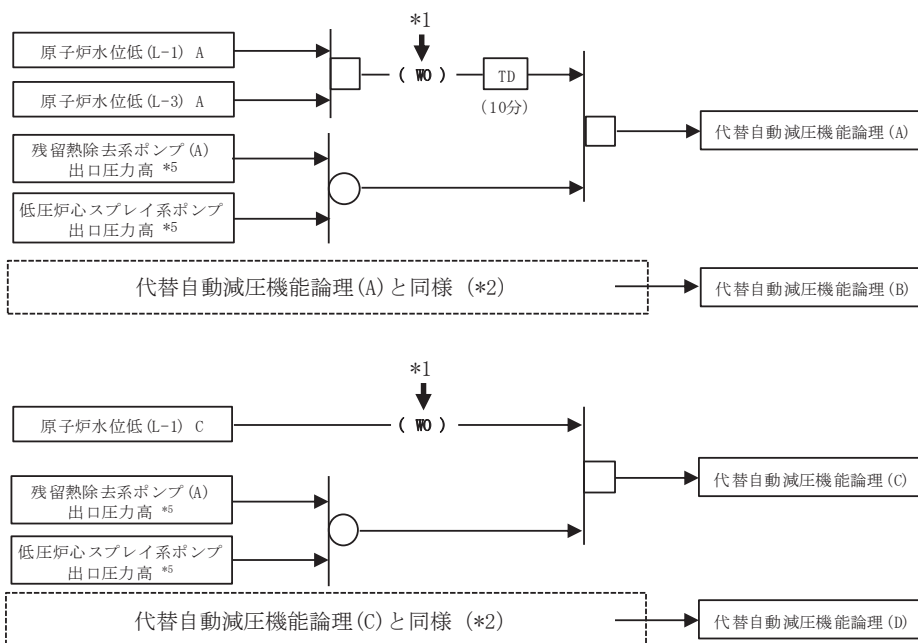 *1
原子炉水位低(L-1) A
( WO )
TD
(10分)
原子炉水位低(L-3) A
代替自動減圧機能論理(A)
残留熱除去系ポンプ(A)
出口圧力高 *5
低圧炉心スプレイ系ポンプ
出口圧力高 *5
代替自動減圧機能論理(A)と同様 (*2)
代替自動減圧機能論理(B)
*1
原子炉水位低(L-1) C
( WO )
代替自動減圧機能論理(C)
残留熱除去系ポンプ(A)
出口圧力高 *5
低圧炉心スプレイ系ポンプ
出口圧力高 *5
代替自動減圧機能論理(C)と同様 (*2)
代替自動減圧機能論理(D)